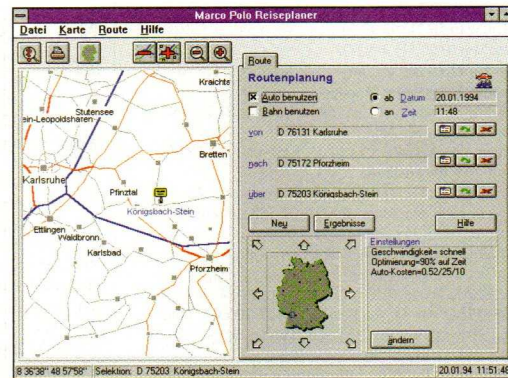 Marco Polo Reiseplaner
Datei Karte Route Hilfe
Kraichta
ein-Leopoldshafen
Stutensee
Bretten
Karlsruhe
Pfinztal
Königsbach-Stein
Ettlingen
Waldbronn
Karlsbad
Pforzheim
Route
Routenplanung
Auto benutzen
Bahn benutzen
ab Datum 20.01.1994
an Zeit 11:48
von D 76131 Karlsruhe
nach D 75172 Pforzheim
über D 75203 Königsbach-Stein
Neu Ergebnisse Hilfe
Einstellungen
Geschwindigkeit= schnell
Optimierung=90% auf Zeit
Auto-Kosten=0.52/25/10
ändern
8 36'38'' 48 57'58'' Selektion: D 75203 Königsbach-Stein 20.01.94 11:51:48